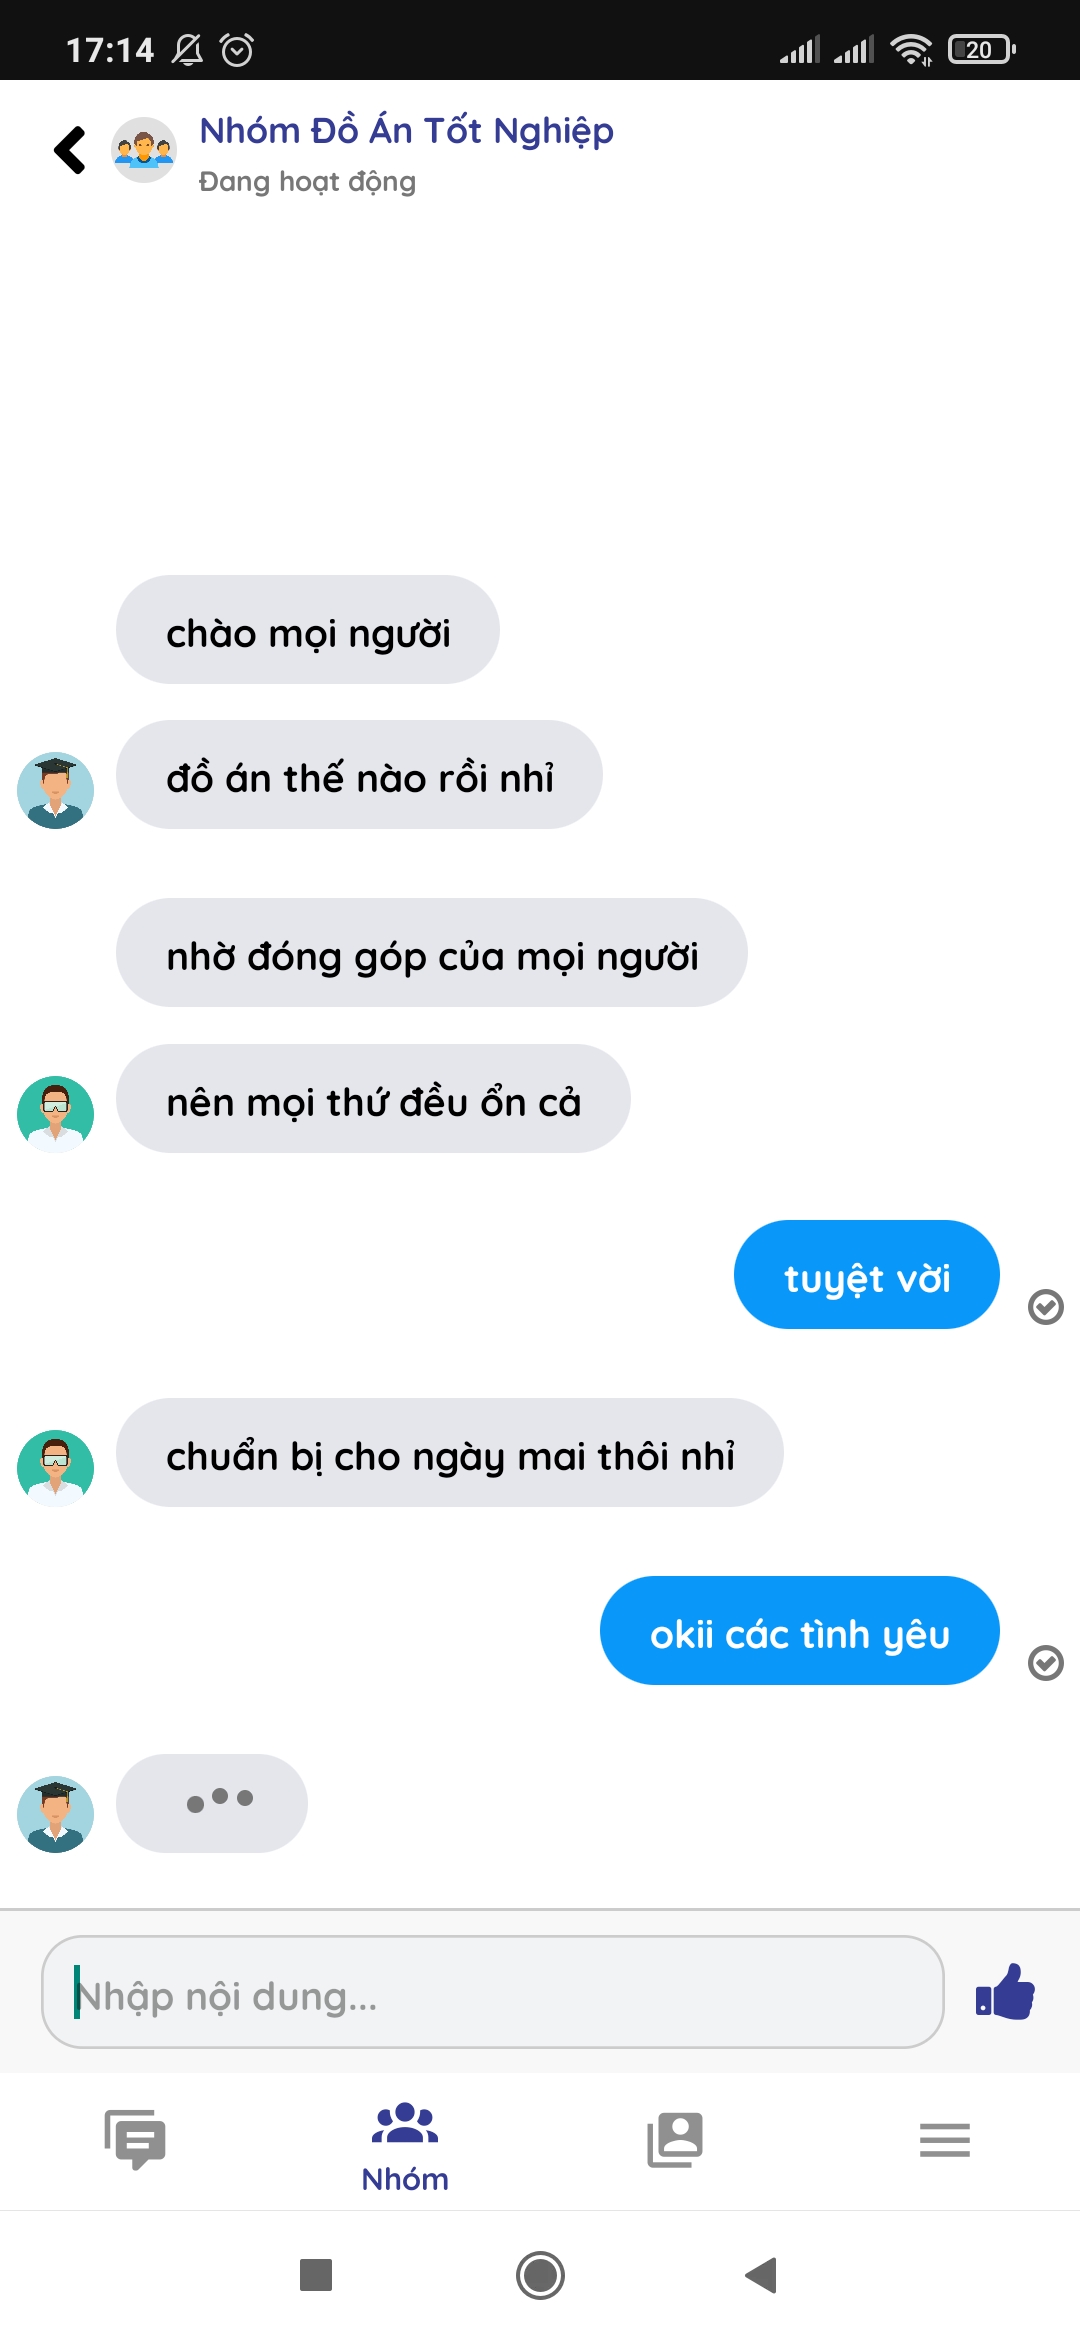 17:14
20
Nhóm Đồ Án Tốt Nghiệp
Đang hoạt động
chào mọi người
đồ án thế nào rồi nhỉ
nhờ đóng góp của mọi người
nên mọi thứ đều ổn cả
tuyệt vời
chuẩn bị cho ngày mai thôi nhỉ
okii các tình yêu
Nhập nội dung...
Nhóm